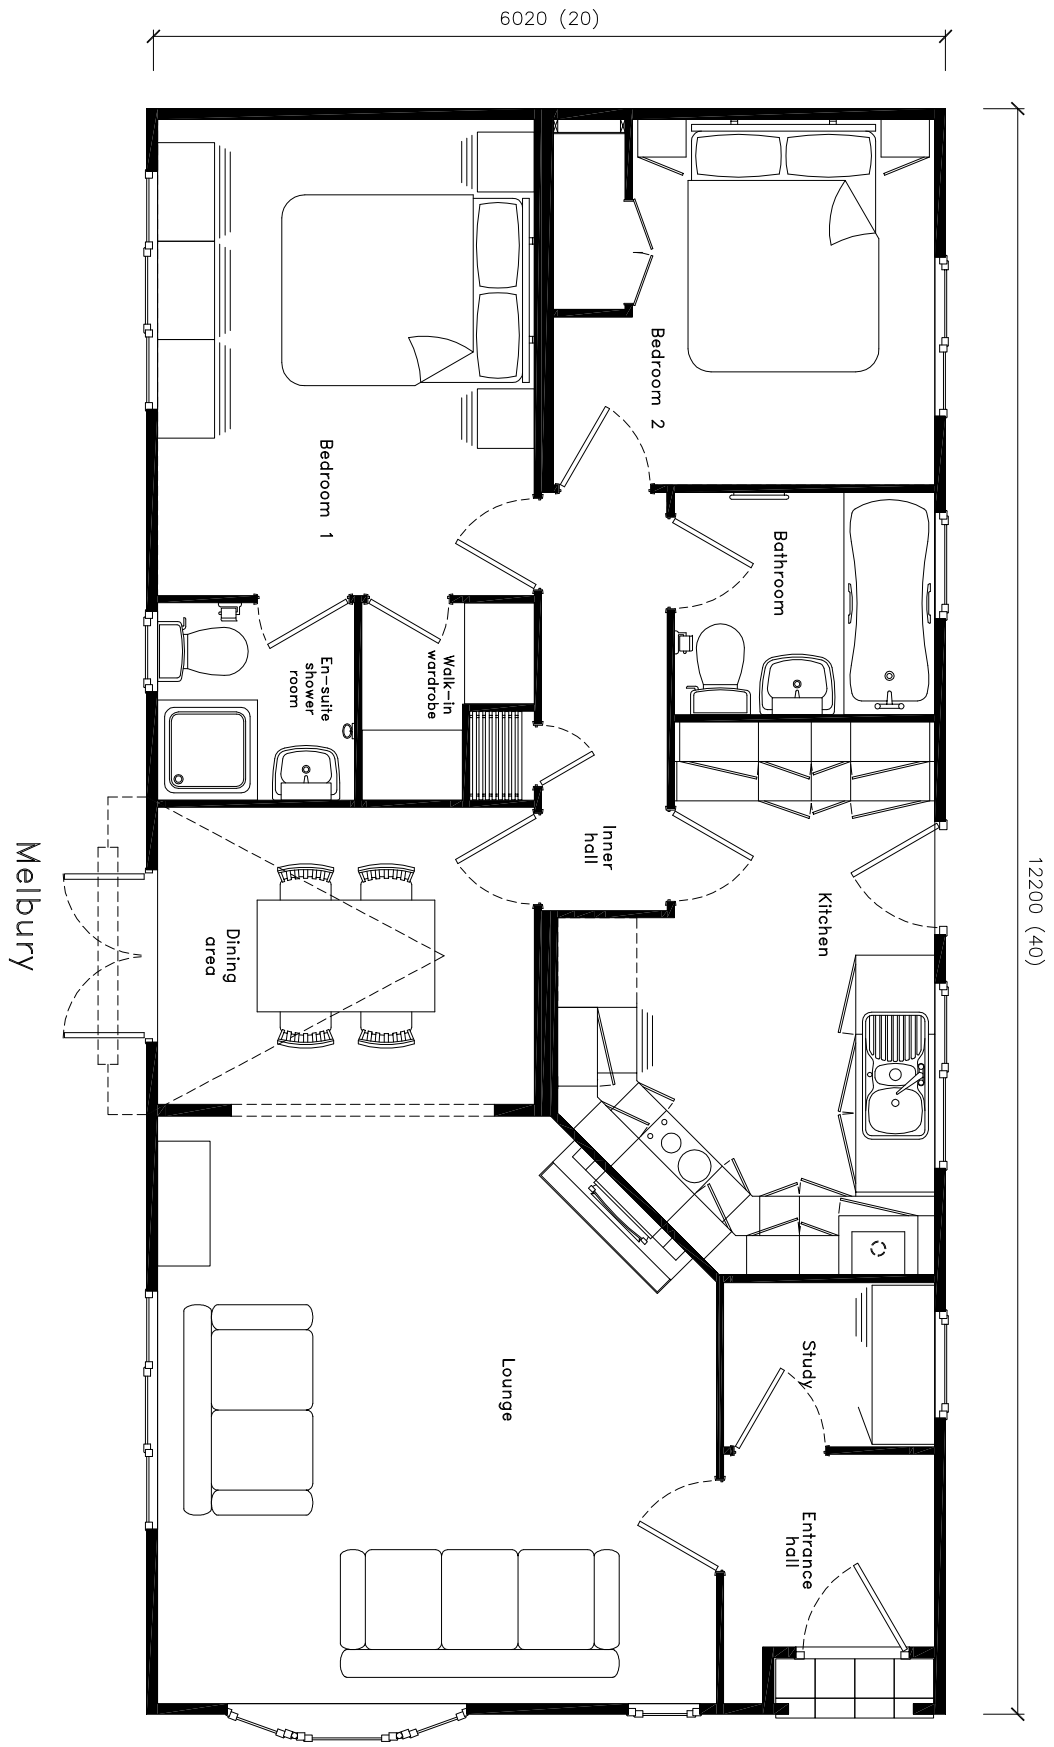 6020 (20)
12200 (40)
Bedroom 2
Bedroom 1
Bathroom
En-suite
shower
room
Walk-in
wardrobe
Inner
hall
Kitchen
Dining
area
Melbury
Study
Lounge
Entrance
hall